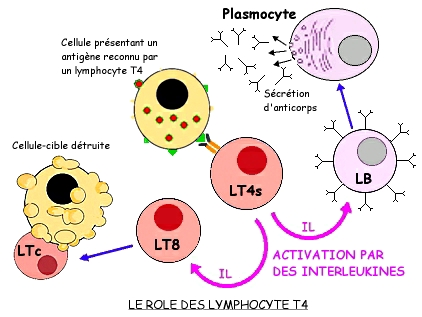 Plasmocyte
Cellule présentant un
antigène reconnu par
un lymphocyte T4
Sécrétion
d'anticorps
Cellule-cible détruite
LT4s
LB
LTc
LT8
IL
IL
ACTIVATION PAR
DES INTERLEUKINES
LE ROLE DES LYMPHOCYTE T4